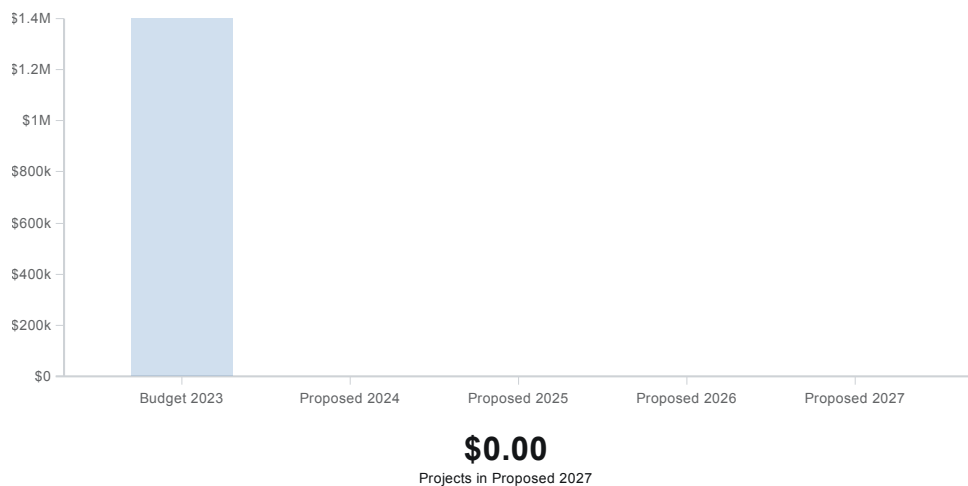 $1.4M
$1.2M
$1M
$800k
$600k
$400k
$200k
$0
Budget 2023 Proposed 2024 Proposed 2025 Proposed 2026 Proposed 2027
$0.00
Projects in Proposed 2027